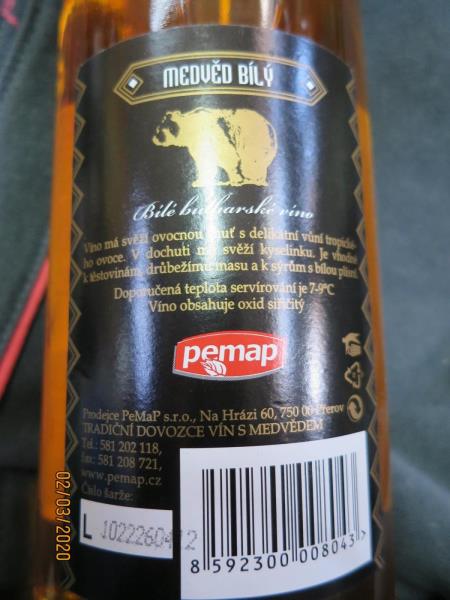 MEDVĚD BÍLÝ
Bílé bulharské víno
Víno má svěží ovocnou chuť s delikátní vůní tropické-
ho ovoce. V dochuti má svěží kyselinku. Je vhodné
k těstovinám, drůbežímu masu a k sýrům s bílou plísní.
Doporučená teplota servírování je 7-9°C
Víno obsahuje oxid siřičitý
pemap
Prodejce PeMaP s.r.o., Na Hrázi 60, 750 00 Přerov
TRADIČNÍ DOVOZCE VÍN S MEDVĚDEM
Tel.: 581 202 118,
fax: 581 208 721,
www.pemap.cz
Číslo šarže:
L 1022260412
8 592300 008043 >
02/03/2020